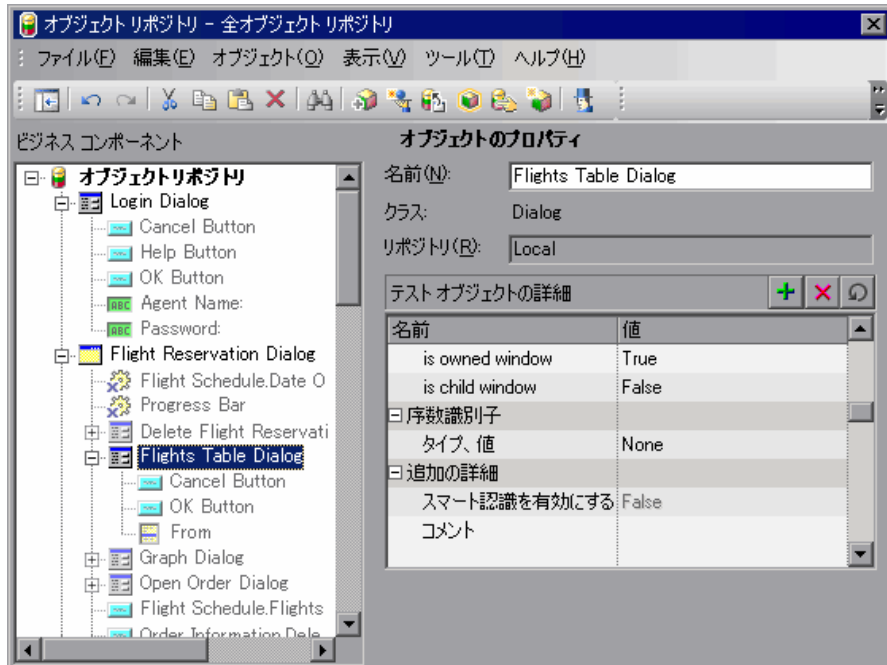 オブジェクト リポジトリ - 全オブジェクト リポジトリ
ファイル(F) 編集(E) オブジェクト(O) 表示(V) ツール(T) ヘルプ(H)
ビジネス コンポーネント
オブジェクトリポジトリ
Login Dialog
Cancel Button
Help Button
OK Button
ABC Agent Name:
ABC Password:
Flight Reservation Dialog
Flight Schedule.Date O
Progress Bar
Delete Flight Reservati
Flights Table Dialog
Cancel Button
OK Button
From
Graph Dialog
Open Order Dialog
Flight Schedule.Flights
Order Information.Dele
オブジェクトのプロパティ
名前(N): Flights Table Dialog
クラス: Dialog
リポジトリ(R): Local
テスト オブジェクトの詳細
名前 値
is owned window True
is child window False
序数識別子
タイプ、値 None
追加の詳細
スマート認識を有効にする False
コメント